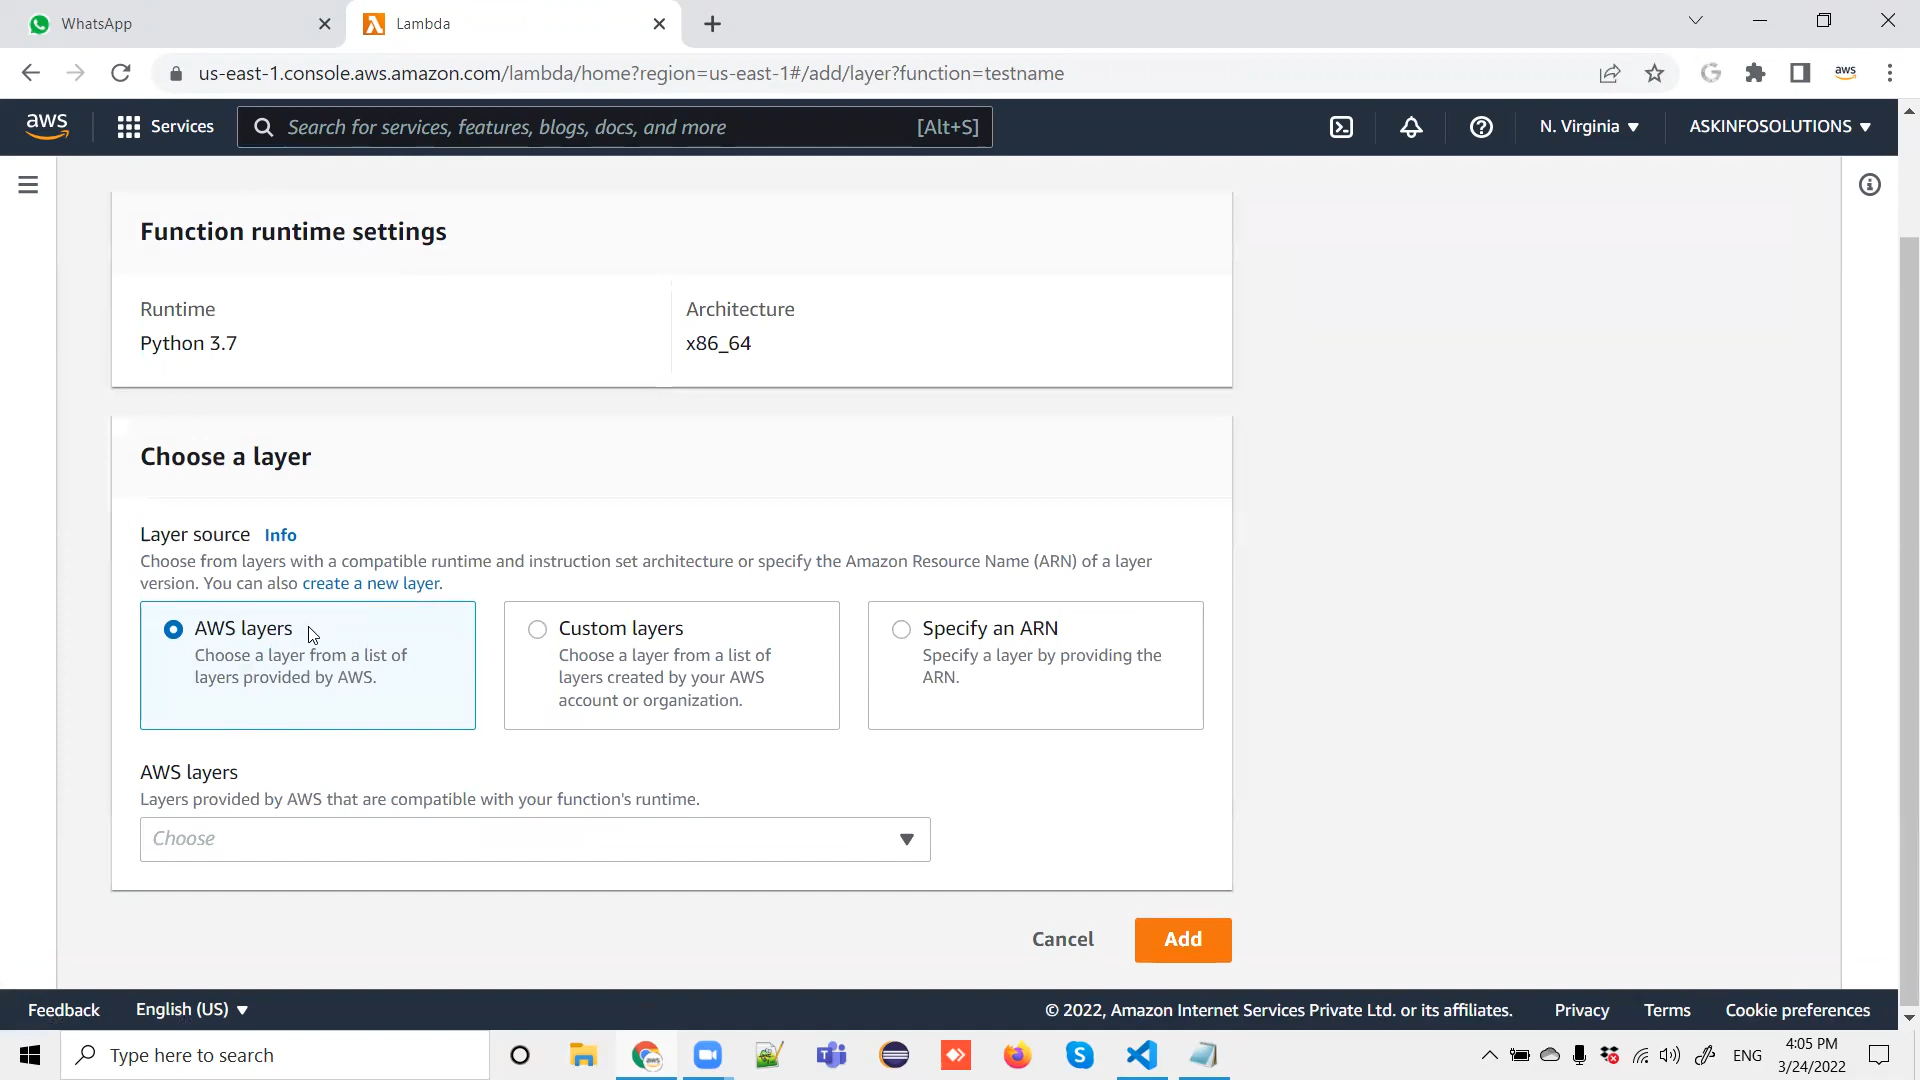 WhatsApp
Lambda
us-east-1.console.aws.amazon.com/lambda/home?region=us-east-1#/add/layer?function=testname
aws
aws
Services
Search for services, features, blogs, docs, and more
[Alt+S]
N. Virginia
ASKINFOSOLUTIONS
Function runtime settings
Runtime
Architecture
Python 3.7
x86_64
Choose a layer
Layer source Info
Choose from layers with a compatible runtime and instruction set architecture or specify the Amazon Resource Name (ARN) of a layer
version. You can also create a new layer.
AWS layers
Choose a layer from a list of
layers provided by AWS.
Custom layers
Choose a layer from a list of
layers created by your AWS
account or organization.
Specify an ARN
Specify a layer by providing the
ARN.
AWS layers
Layers provided by AWS that are compatible with your function's runtime.
Choose
Cancel
Add
Feedback
English (US)
© 2022, Amazon Internet Services Private Ltd. or its affiliates.
Privacy
Terms
Cookie preferences
Type here to search
ENG
4:05 PM
3/24/2022